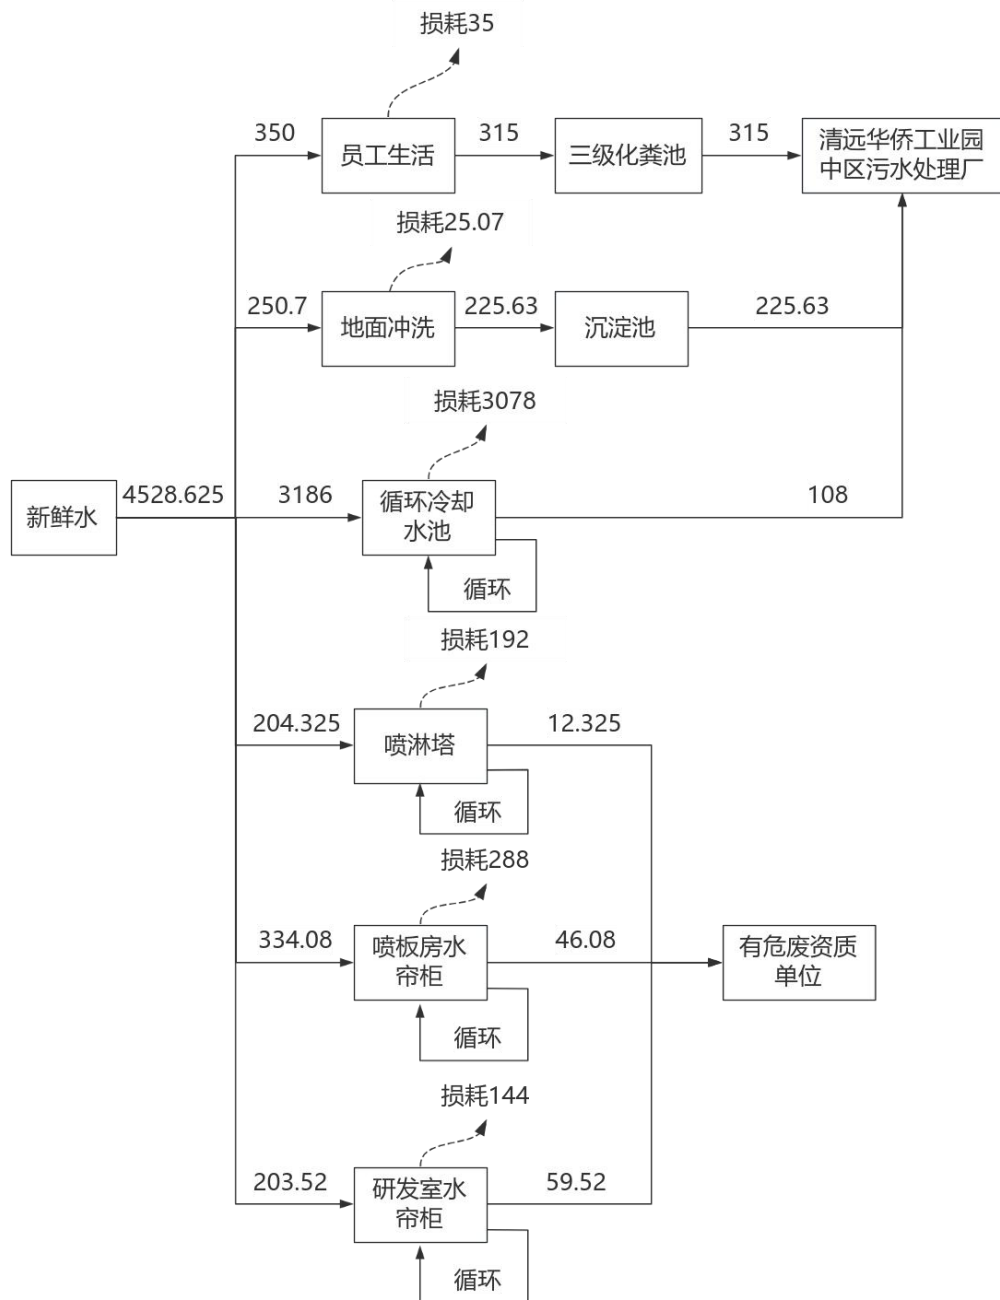 损耗35
350
员工生活
315
三级化粪池
315
清远华侨工业园
中区污水处理厂
损耗25.07
250.7
地面冲洗
225.63
沉淀池
225.63
损耗3078
新鲜水
4528.625
3186
循环冷却
水池
108
循环
损耗192
204.325
喷淋塔
12.325
循环
损耗288
334.08
喷板房水
帘柜
46.08
有危废资质
单位
循环
损耗144
203.52
研发室水
帘柜
59.52
循环